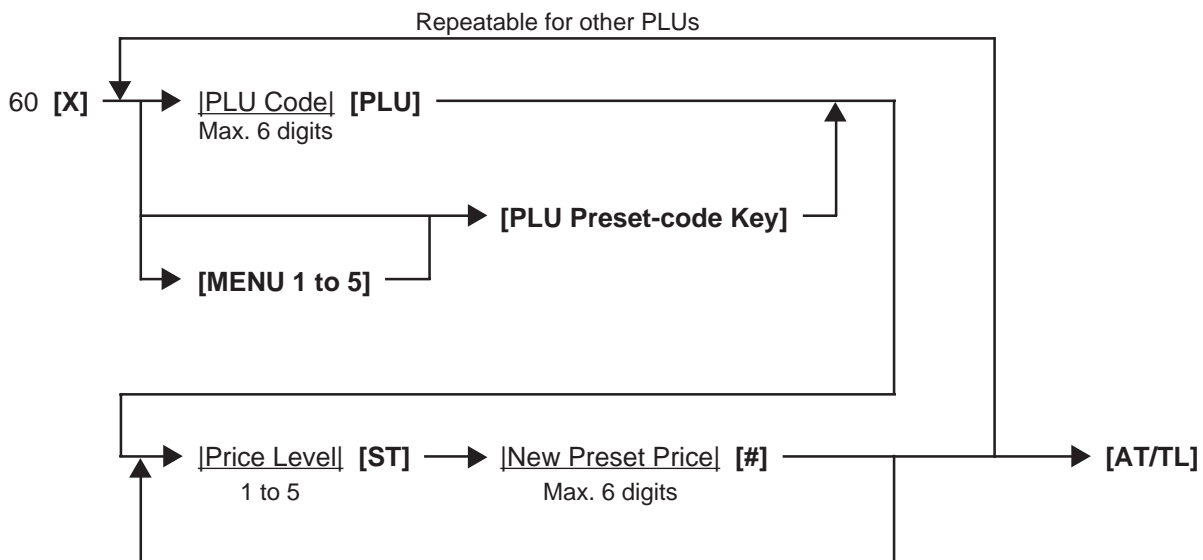 Repeatable for other PLUs
60 [X] |PLU Code| [PLU]
Max. 6 digits
[PLU Preset-code Key]
[MENU 1 to 5]
|Price Level| [ST] |New Preset Price| [#] [AT/TL]
1 to 5 Max. 6 digits